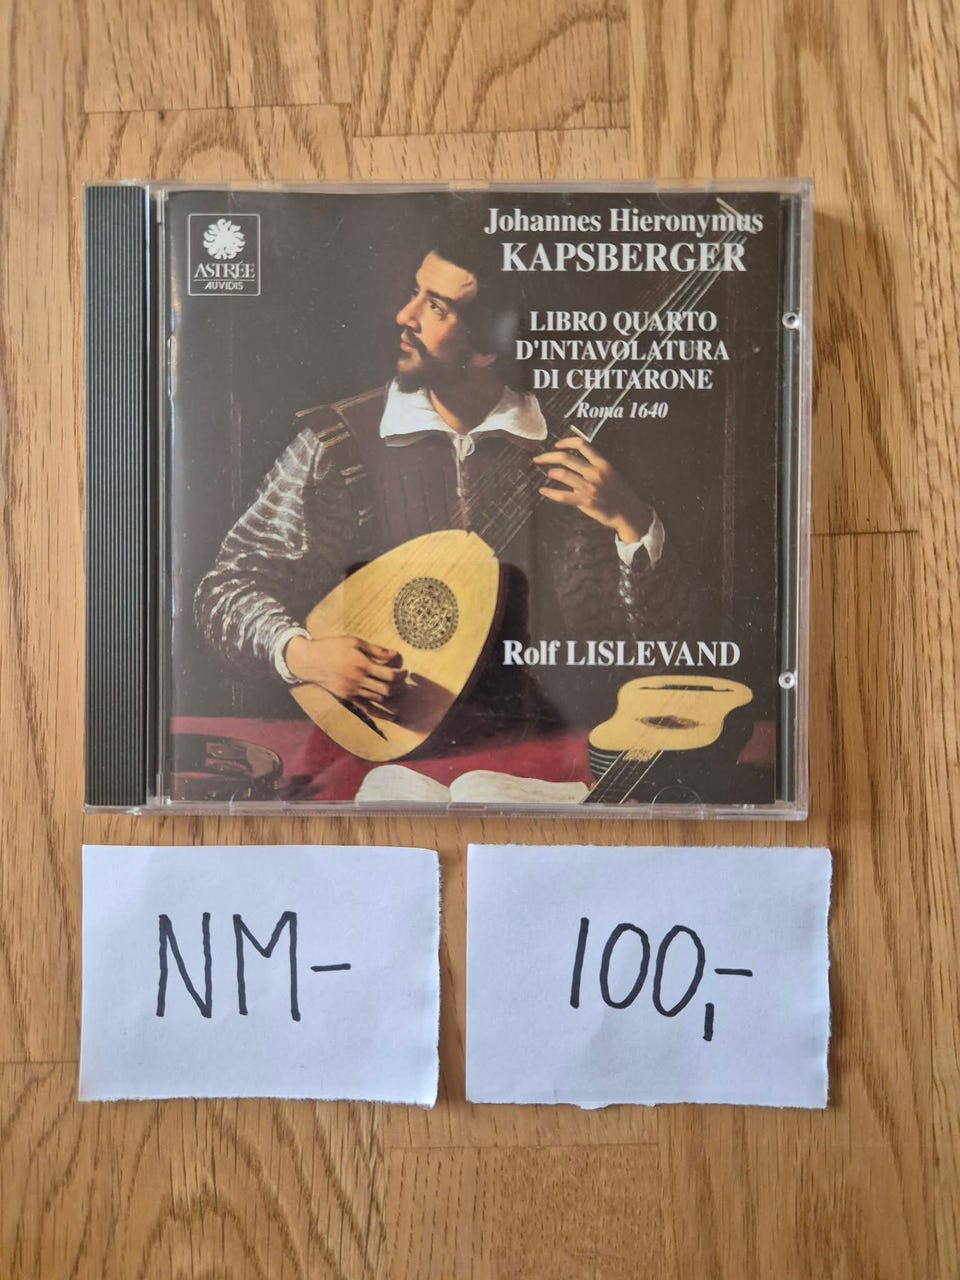 ASTRÉE
AUVIDIS
Johannes Hieronymus
KAPSBERGER
LIBRO QUARTO
D'INTAVOLATURA
DI CHITARONE
Roma 1640
Rolf LISLEVAND
NM-
100,-